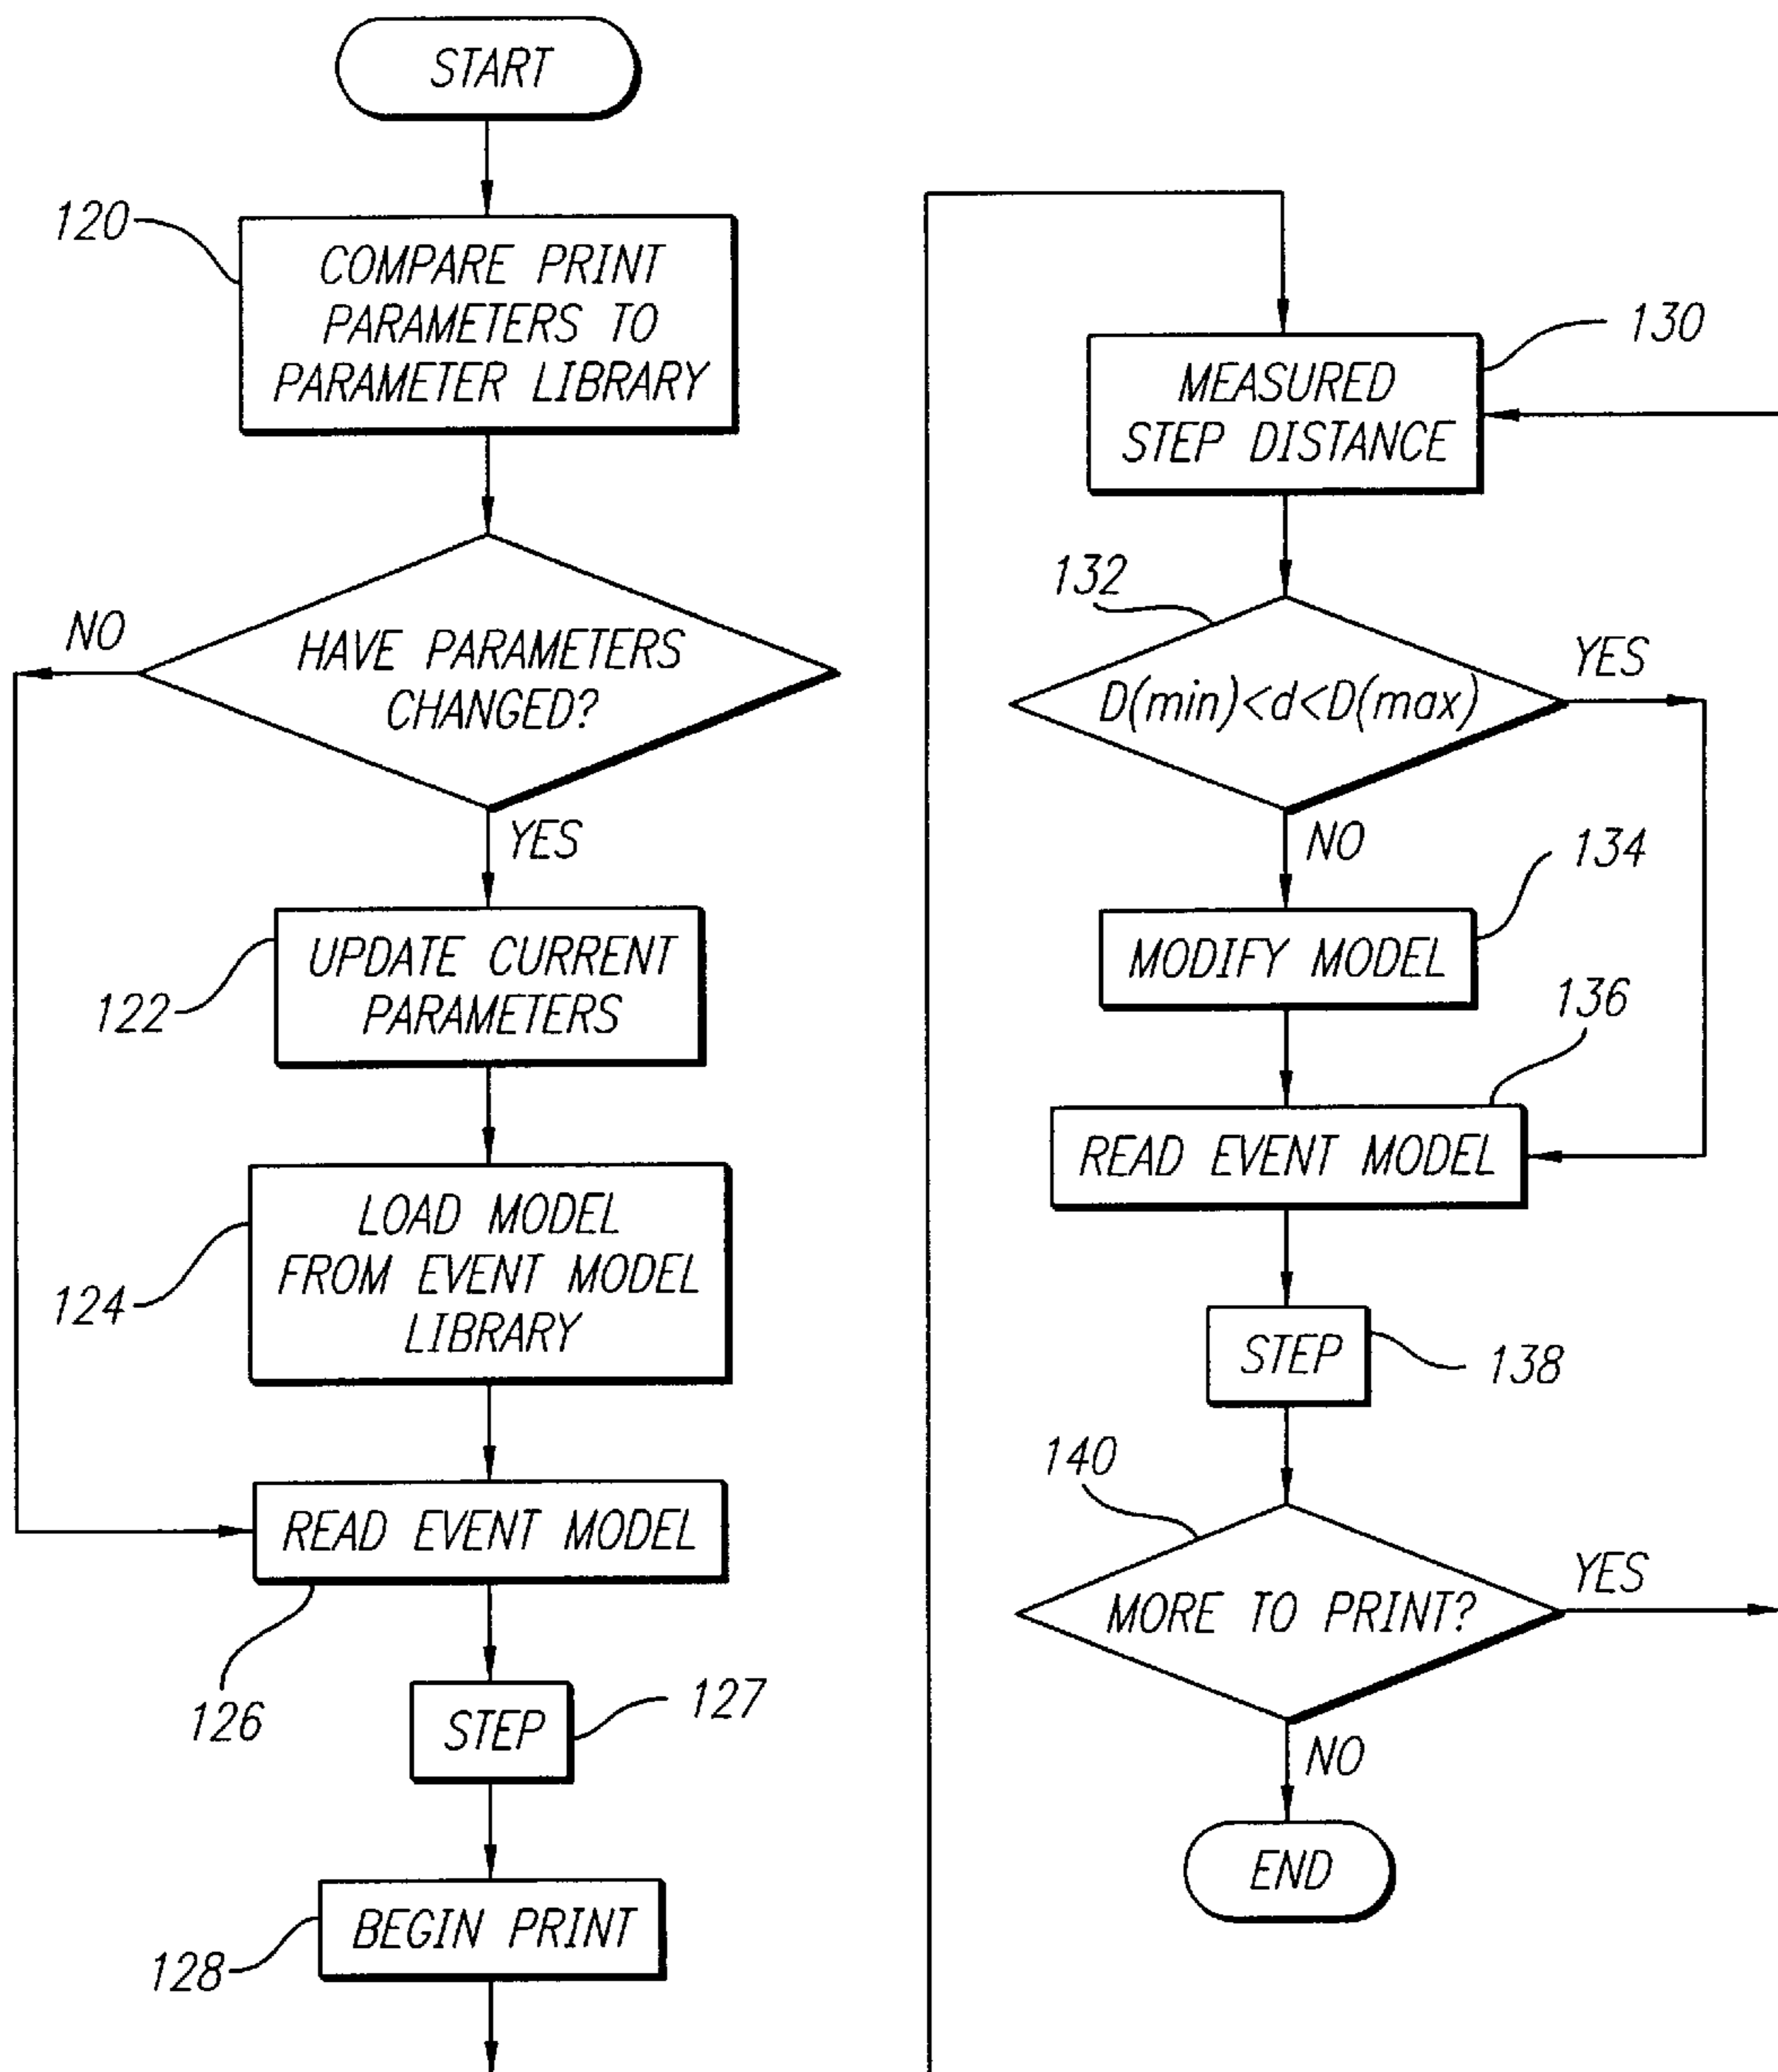 START
120
COMPARE PRINT
PARAMETERS TO
PARAMETER LIBRARY
HAVE PARAMETERS
CHANGED?
NO
YES
122
UPDATE CURRENT
PARAMETERS
124
LOAD MODEL
FROM EVENT MODEL
LIBRARY
READ EVENT MODEL
126
STEP
127
BEGIN PRINT
128
130
MEASURED
STEP DISTANCE
132
D(min)<d<D(max)
YES
NO
134
MODIFY MODEL
136
READ EVENT MODEL
STEP
138
140
MORE TO PRINT?
YES
NO
END